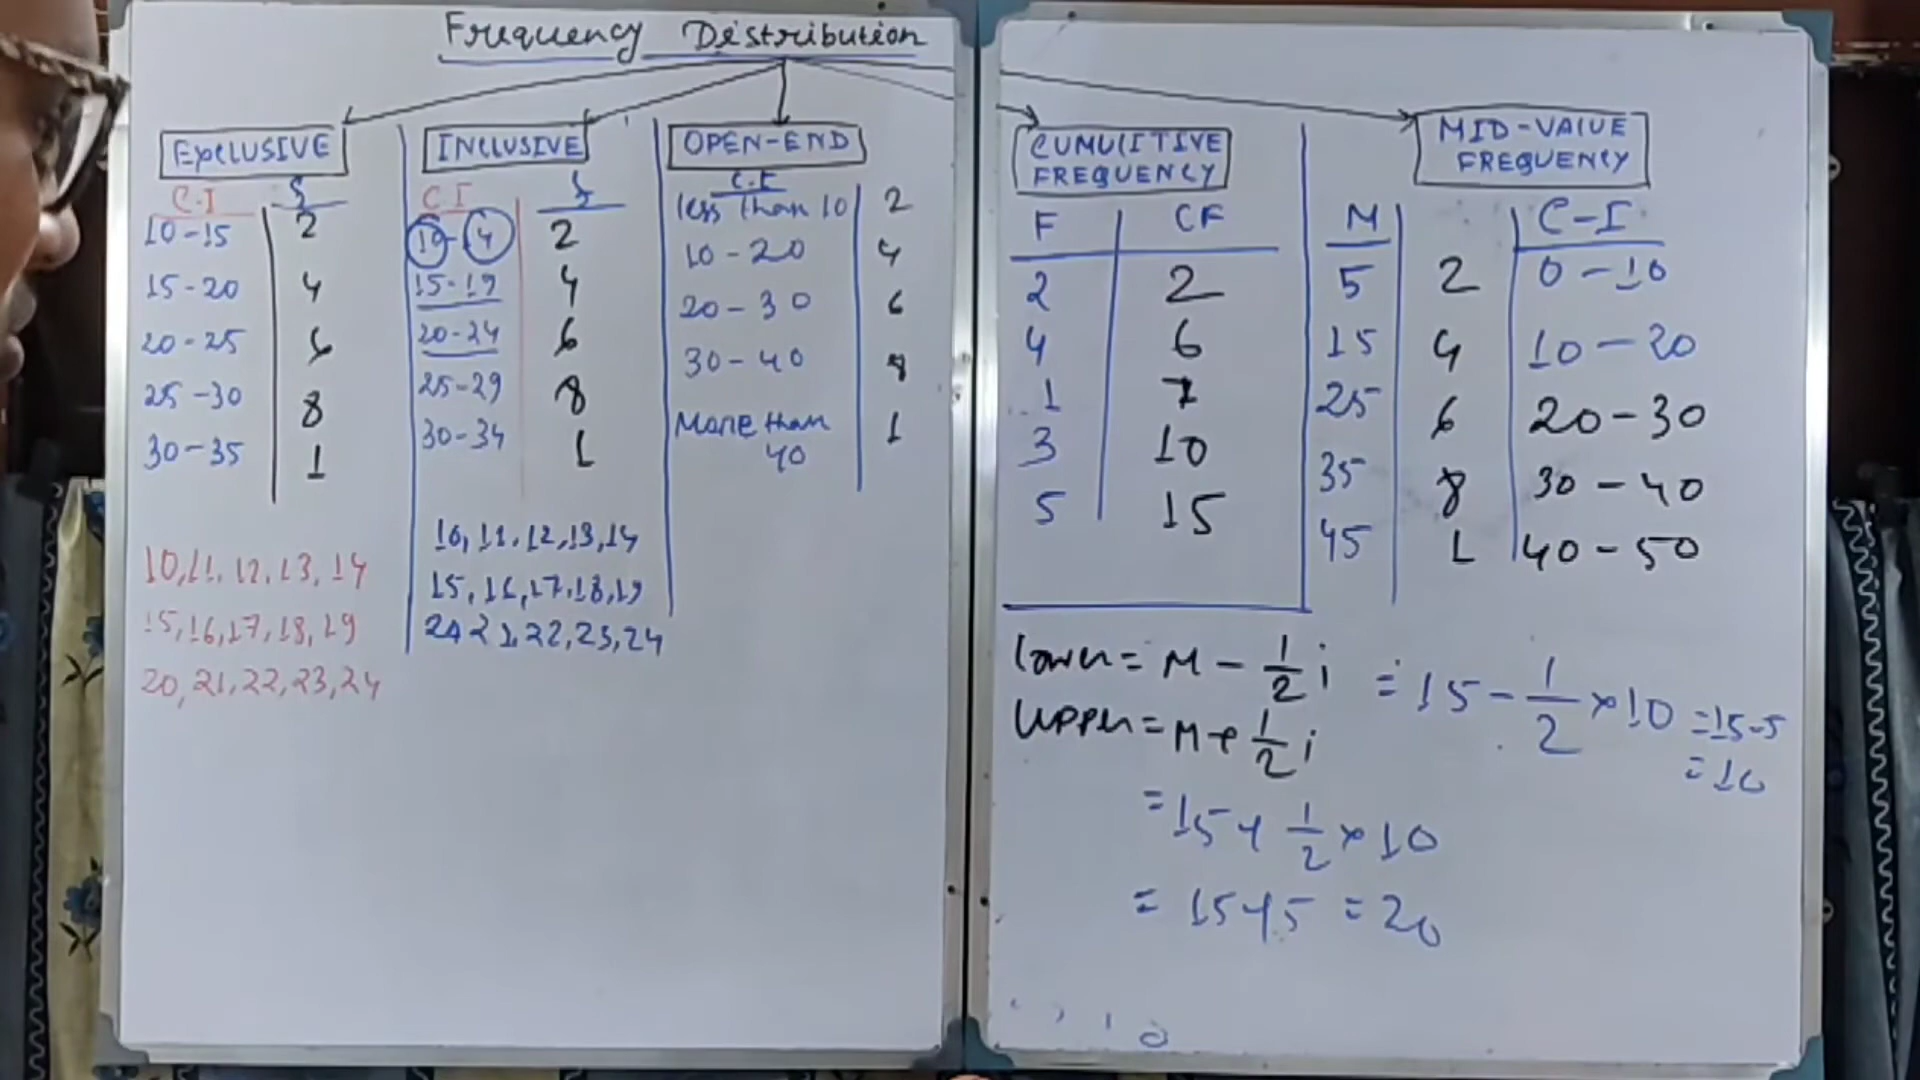 Frequency Distribution
EXCLUSIVE
C.I f
10-15 2
15-20 4
20-25 6
25-30 8
30-35 1
10,11,12,13,14
15,16,17,18,19
20,21,22,23,24
INCLUSIVE
C I f
10-14 2
15-19 4
20-24 6
25-29 8
30-34 1
10,11,12,13,14
15,16,17,18,19
20 21,22,23,24
OPEN-END
C.I
less than 10 2
10-20 4
20-30 6
30-40 8
More than 1
40
CUMULITIVE
FREQUENCY
F CF
2 2
4 6
1 7
3 10
5 15
MID-VALUE
FREQUENCY
M C-I
5 2 0-10
15 4 10-20
25 6 20-30
35 8 30-40
45 1 40-50
Lower = M - 1/2 i = 15 - 1/2 × 10 = 15-5
= 10
Upper = M + 1/2 i
= 15 + 1/2 × 10
= 15+5 = 20